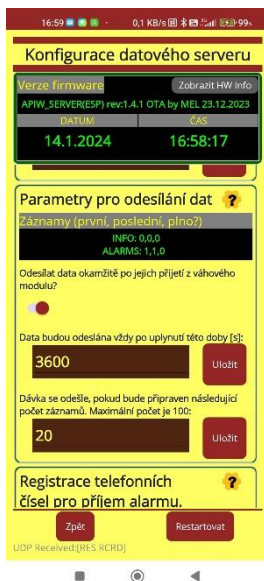 16:59
0,1 KB/s
99+
Konfigurace datového serveru
Verze firmware
Zobrazit HW Info
APIW_SERVER(ESP) rev:1.4.1 OTA by MEL 23.12.2023
DATUM
ČAS
14.1.2024
16:58:17
Parametry pro odesílání dat
?
Záznamy (první, poslední, plno?)
INFO: 0,0,0
ALARMS: 1,1,0
Odesílat data okamžitě po jejich přijetí z váhového
modulu?
Data budou odeslána vždy po uplynutí této doby [s]:
3600
Uložit
Dávka se odešle, pokud bude připraven následující
počet záznamů. Maximální počet je 100:
20
Uložit
Registrace telefonních
?
čísel pro příjem alarmu.
Zpět
Restartovat
UDP Received:[RES RCRD]